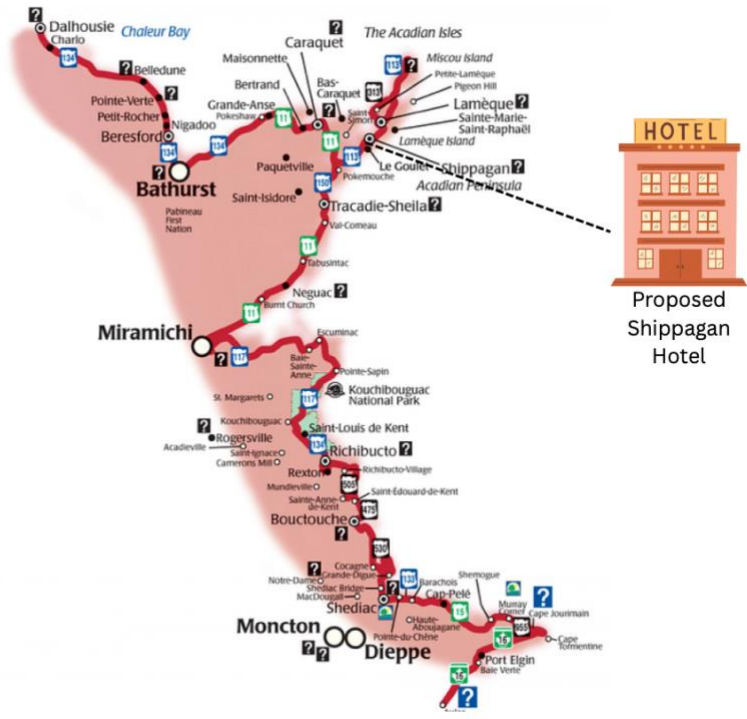 Dalhousie
Charlo
Chaleur Bay
134
?
Belledune
?
Pointe-Verte
?
Petit-Rocher
Nigadoo
Beresford
134
134
Bathurst
?
Pabineau
First
Nation
Maisonnette
Caraquet
?
Bertrand
Grande-Anse
Pokeshaw
11
?
Bas-
Caraquet
?
11
Saint-
Simon
Paquetville
Saint-Isidore
The Acadian Isles
113
?
Miscou Island
313
Petite-Lamèque
Pigeon Hill
Lamèque
?
Sainte-Marie-
Saint-Raphaël
Lamèque Island
113
Le Goulet
Shippagan
?
Pokemouche
Acadian Peninsula
150
Tracadie-Sheila
?
Val-Comeau
11
Tabusintac
Neguac
?
Burnt Church
11
Miramichi
?
117
Escuminac
Baie-
Sainte-
Anne
Pointe-Sapin
Kouchibouguac
National Park
117
St. Margarets
Kouchibouguac
Saint-Louis de Kent
?
Rogersville
Acadieville
134
Saint-Ignace
Camerons Mill
Richibucto
?
Rexton
Richibucto-Village
Mundleville
505
Saint-Édouard-de-Kent
Sainte-Anne-
de-Kent
475
Bouctouche
?
530
Cocagne
?
Grande-Digue
Notre-Dame
Shediac Bridge
?
133
MacDougall
Barachois
Shediac
Cap-Pelé
Shemogue
?
Murray
Corner
Cape Jourimain
15
955
Haute-
Aboujagane
Pointe-du-Chêne
16
Cape
Tormentine
Moncton
Dieppe
?
?
Port Elgin
Baie Verte
16
?
HOTEL
Proposed
Shippagan
Hotel